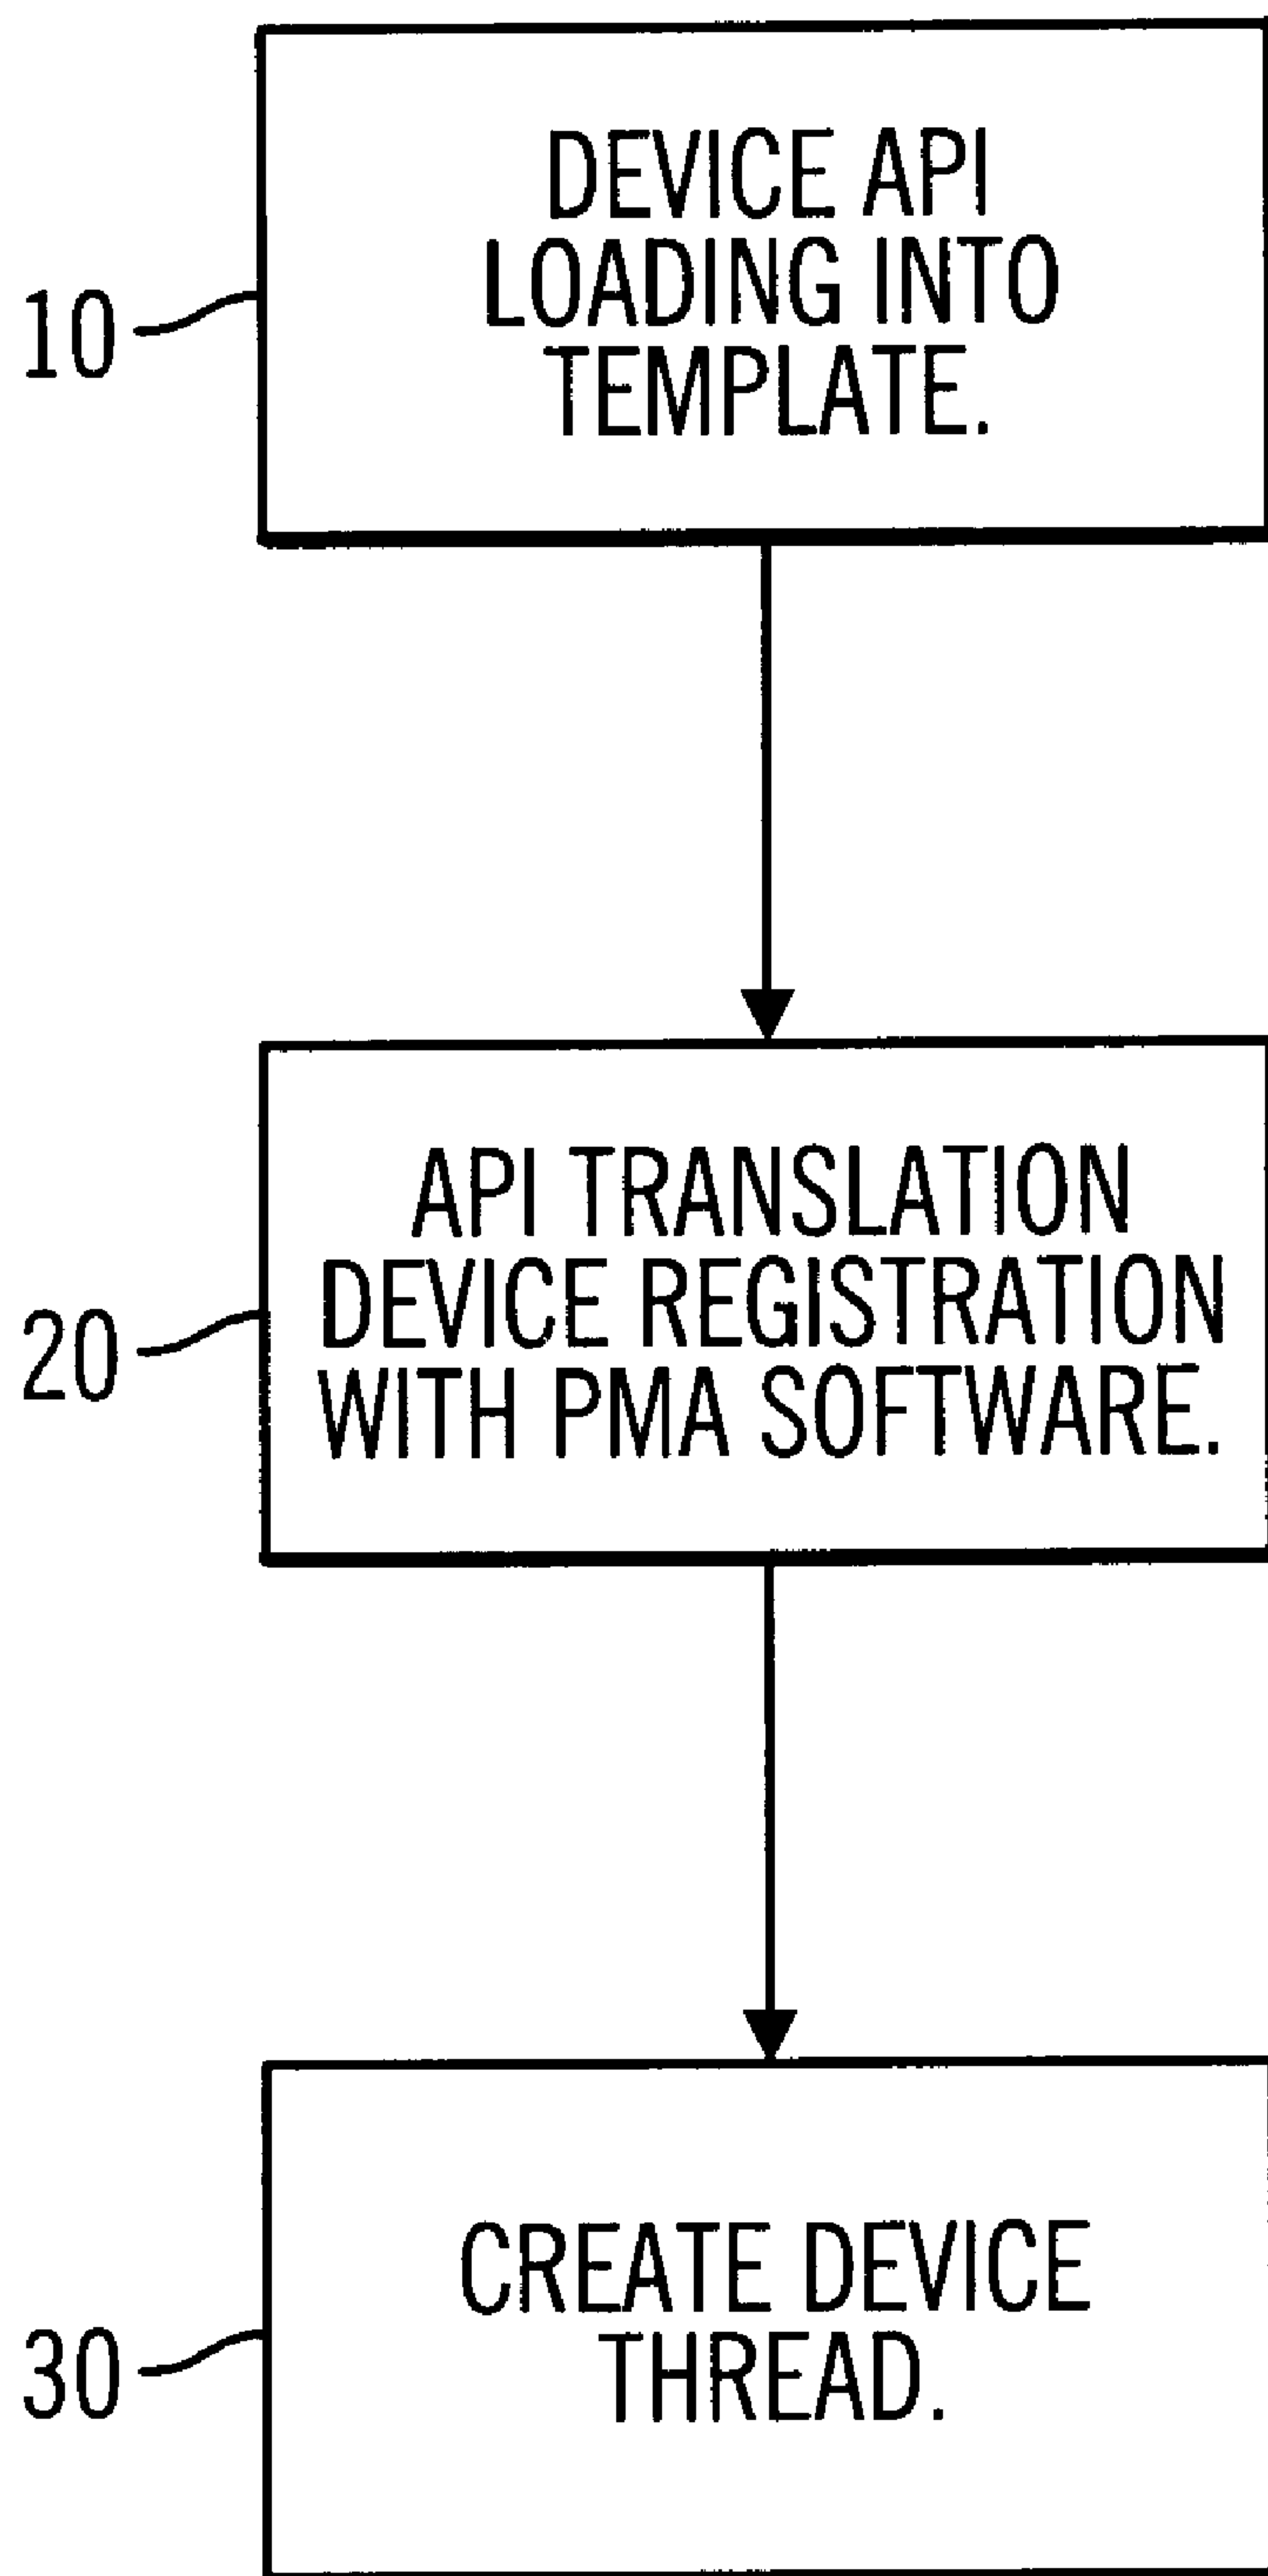 DEVICE API
LOADING INTO
TEMPLATE.
10
API TRANSLATION
DEVICE REGISTRATION
WITH PMA SOFTWARE.
20
CREATE DEVICE
THREAD.
30